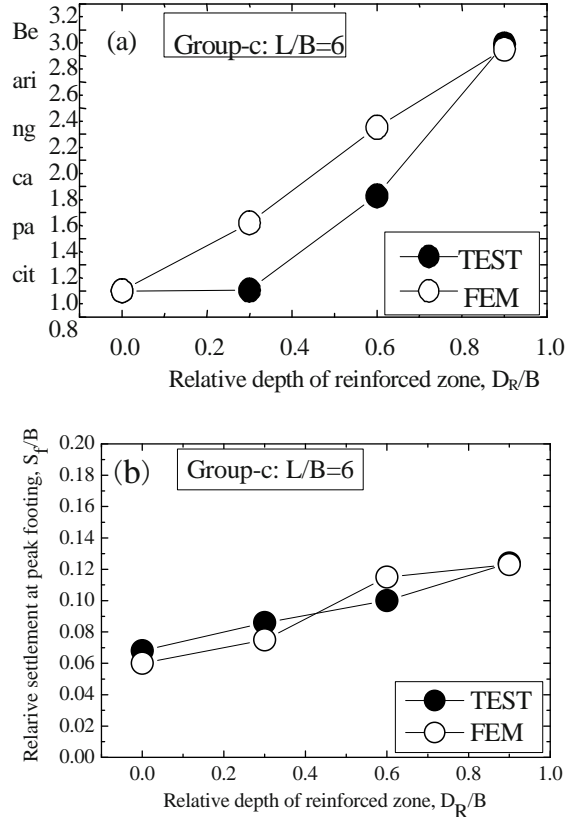 (a)
Group-c: L/B=6
Be
ari
ng
ca
pa
cit
3.2
3.0
2.8
2.6
2.4
2.2
2.0
1.8
1.6
1.4
1.2
1.0
0.8
TEST
FEM
0.0 0.2 0.4 0.6 0.8 1.0
Relative depth of reinforced zone, D_R/B
(b)
Group-c: L/B=6
Relarive settlement at peak footing, S_f/B
0.20
0.18
0.16
0.14
0.12
0.10
0.08
0.06
0.04
0.02
0.00
TEST
FEM
0.0 0.2 0.4 0.6 0.8 1.0
Relative depth of reinforced zone, D_R/B